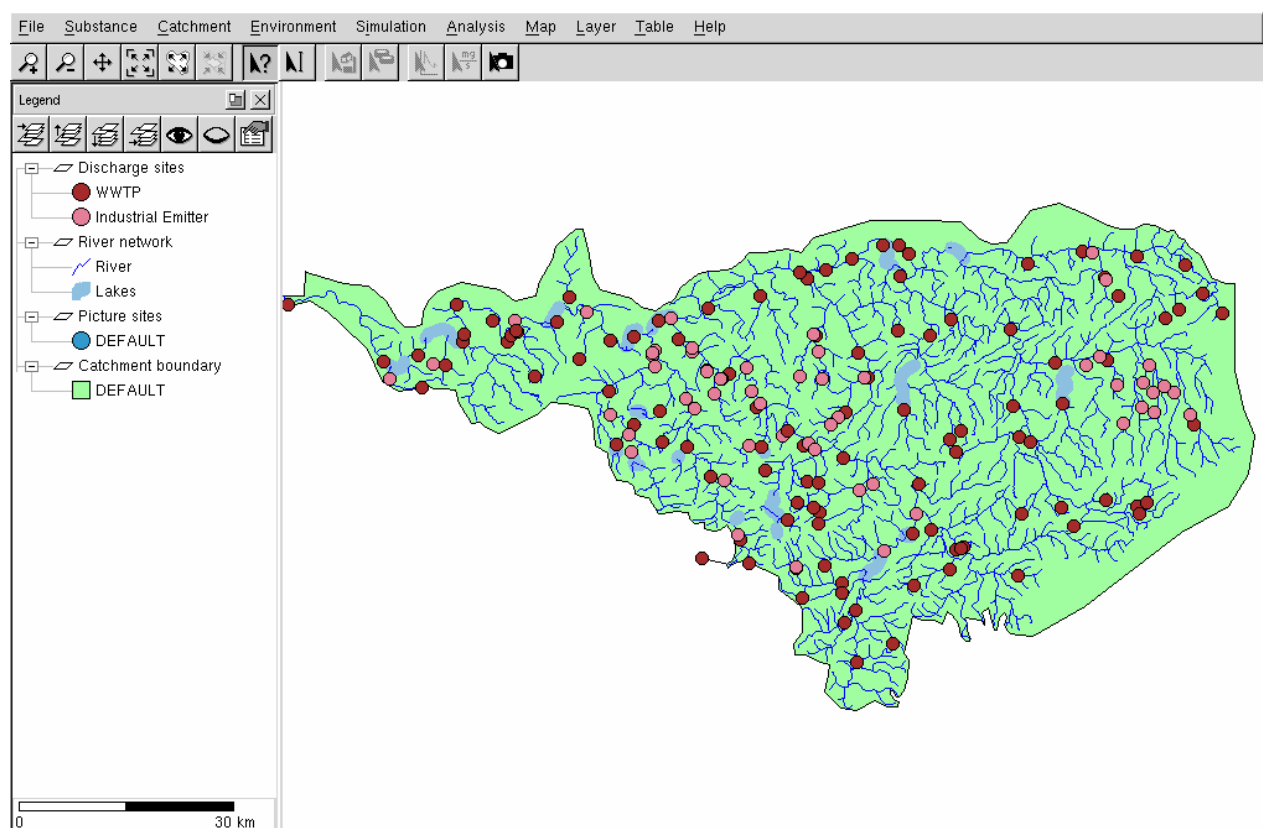 File Substance Catchment Environment Simulation Analysis Map Layer Table Help
? I mg s
Legend
Discharge sites
WWTP
Industrial Emitter
River network
River
Lakes
Picture sites
DEFAULT
Catchment boundary
DEFAULT
0 30 km